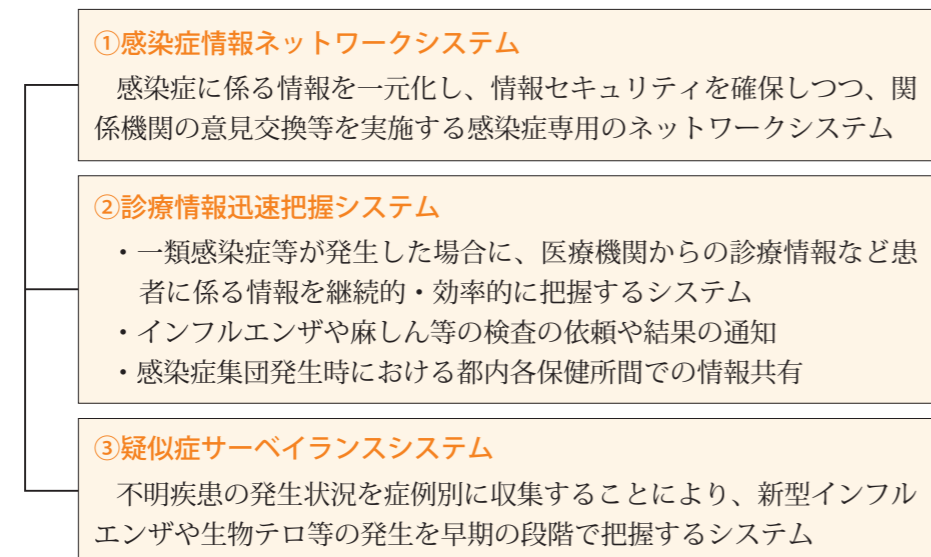 ①感染症情報ネットワークシステム
感染症に係る情報を一元化し、情報セキュリティを確保しつつ、関
係機関の意見交換等を実施する感染症専用のネットワークシステム
②診療情報迅速把握システム
・一類感染症等が発生した場合に、医療機関からの診療情報など患
者に係る情報を継続的・効率的に把握するシステム
・インフルエンザや麻しん等の検査の依頼や結果の通知
・感染症集団発生時における都内各保健所間での情報共有
③疑似症サーベイランスシステム
不明疾患の発生状況を症例別に収集することにより、新型インフル
エンザや生物テロ等の発生を早期の段階で把握するシステム